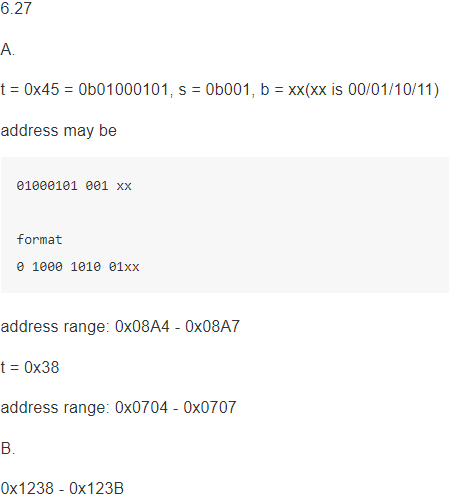 6.27
A.
t = 0x45 = 0b01000101, s = 0b001, b = xx(xx is 00/01/10/11)
address may be
01000101 001 xx
format
0 1000 1010 01xx
address range: 0x08A4 - 0x08A7
t = 0x38
address range: 0x0704 - 0x0707
B.
0x1238 - 0x123B